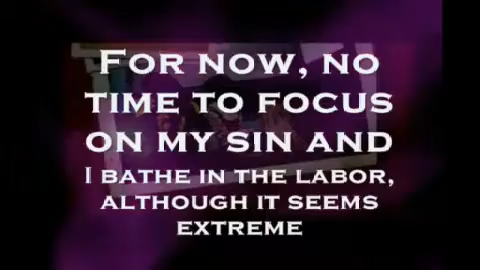 FOR NOW, NO
TIME TO FOCUS
ON MY SIN AND
I BATHE IN THE LABOR,
ALTHOUGH IT SEEMS
EXTREME